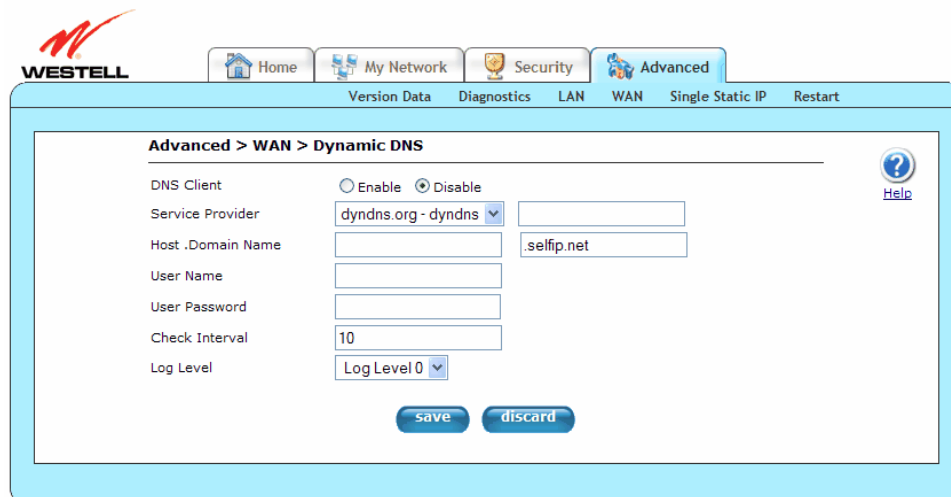 WESTELL
Home My Network Security Advanced
Version Data Diagnostics LAN WAN Single Static IP Restart
Advanced > WAN > Dynamic DNS
?
Help
DNS Client Enable Disable
Service Provider dyndns.org - dyndns
Host .Domain Name .selfip.net
User Name
User Password
Check Interval 10
Log Level Log Level 0
save discard